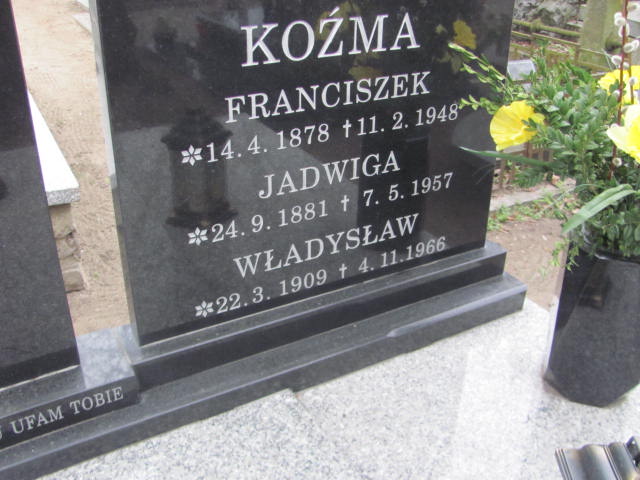 KOŹMA
FRANCISZEK
14.4.1878 † 11.2.1948
JADWIGA
24.9.1881 † 7.5.1957
WŁADYSŁAW
22.3.1909 † 4.11.1966
UFAM TOBIE